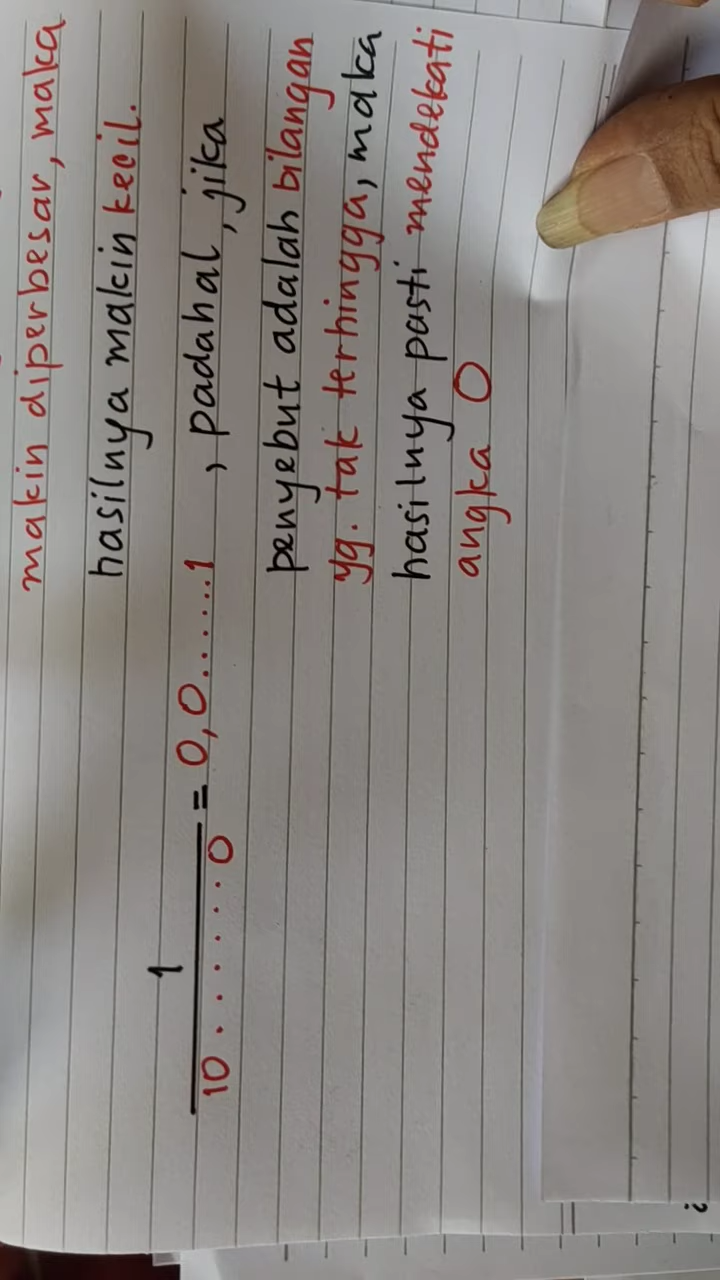 makin diperbesar, maka
hasilnya makin kecil.
1
10.......0
= 0,0......1 , padahal, jika
penyebut adalah bilangan
yg. tak terhingga, maka
hasilnya pasti mendekati
angka 0
?